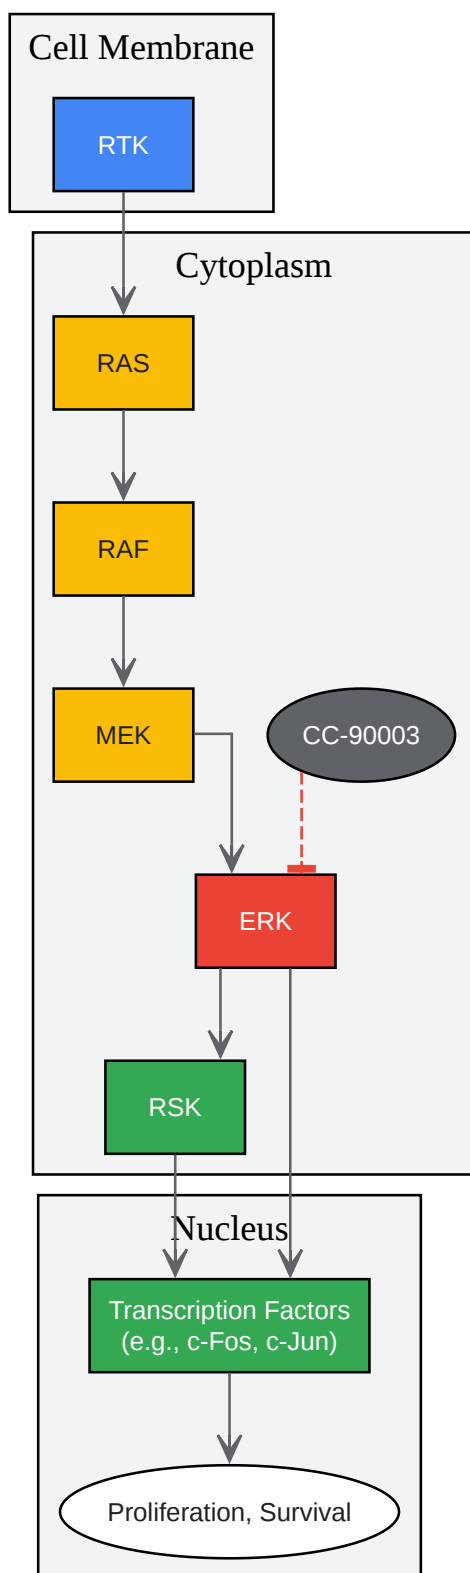 Cell Membrane
RTK
Cytoplasm
RAS
RAF
MEK
CC-90003
ERK
RSK
Nucleus
Transcription Factors
(e.g., c-Fos, c-Jun)
Proliferation, Survival